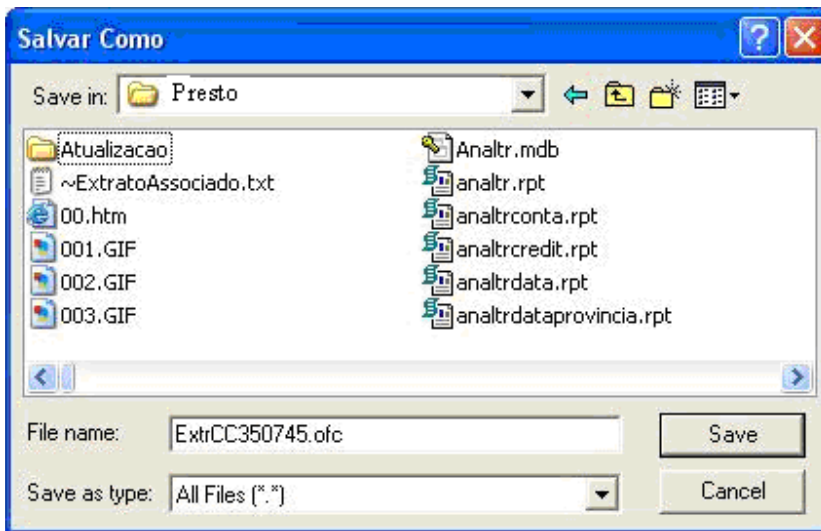 Salvar Como
Save in: Presto
Atualizacao
~ExtratoAssociado.txt
00.htm
001.GIF
002.GIF
003.GIF
Analtr.mdb
analtr.rpt
analtrconta.rpt
analtrcredit.rpt
analtrdata.rpt
analtrdataprovincia.rpt
File name: ExtrCC350745.ofc
Save
Save as type: All Files (*.*)
Cancel